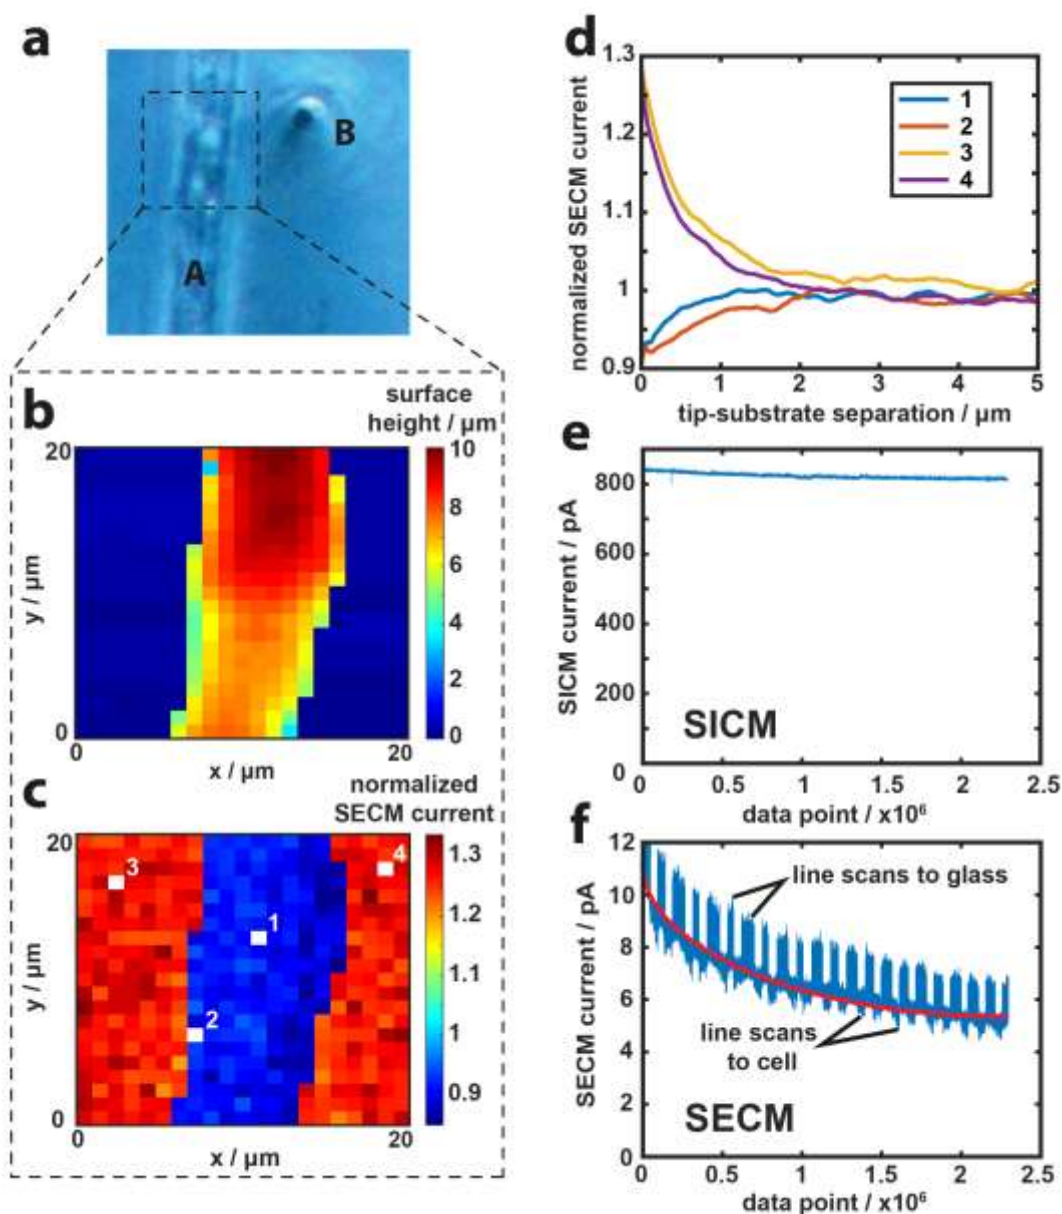 a
B
A
b
surface
height / µm
20
y / µm
0
0
20
x / µm
10
8
6
4
2
0
c
normalized
SECM current
20
y / µm
0
3
4
1
2
0
20
x / µm
1.3
1.2
1.1
1
0.9
d
1.3
1.2
1.1
1
0.9
normalized SECM current
1
2
3
4
0
1
2
3
4
5
tip-substrate separation / µm
e
800
600
400
200
0
SICM current / pA
SICM
0.5
1
1.5
2
2.5
data point / x10⁶
f
12
10
8
6
4
2
0
SECM current / pA
line scans to glass
line scans
to cell
SECM
0
0.5
1
1.5
2
2.5
data point / x10⁶